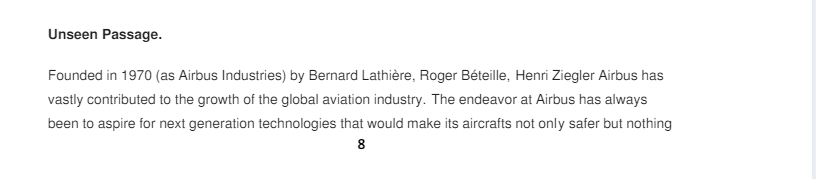 Unseen Passage.
Founded in 1970 (as Airbus Industries) by Bernard Lathière, Roger Béteille, Henri Ziegler Airbus has
vastly contributed to the growth of the global aviation industry. The endeavor at Airbus has always
been to aspire for next generation technologies that would make its aircrafts not only safer but nothing
8